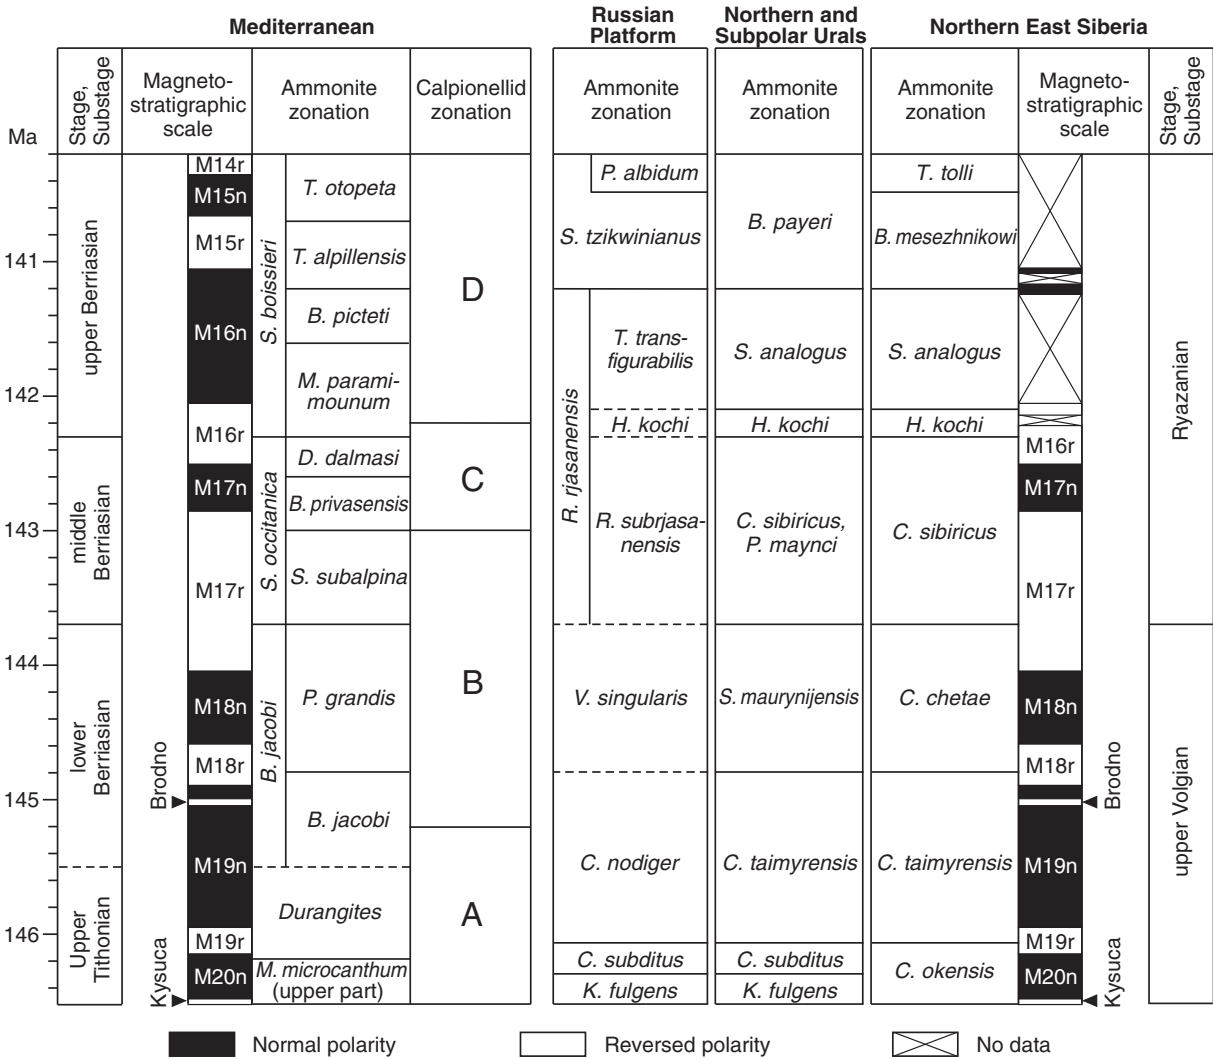 Mediterranean
Russian
Platform
Northern and
Subpolar Urals
Northern East Siberia
Ma
Stage,
Substage
Magneto-
stratigraphic
scale
Ammonite
zonation
Calpionellid
zonation
Ammonite
zonation
Ammonite
zonation
Ammonite
zonation
Magneto-
stratigraphic
scale
Stage,
Substage
141
142
143
144
145
146
upper Berriasian
middle
Berriasian
lower
Berriasian
Upper
Tithonian
Brodno
Kysuca
M14r
M15n
M15r
M16n
M16r
M17n
M17r
M18n
M18r
M19n
M19r
M20n
S. boissieri
S. occitanica
B. jacobi
T. otopeta
T. alpillensis
B. picteti
M. parami-
mounum
D. dalmasi
B. privasensis
S. subalpina
P. grandis
B. jacobi
Durangites
M. microcanthum
(upper part)
D
C
B
A
P. albidum
S. tzikwinianus
R. rjasanensis
T. trans-
figurabilis
H. kochi
R. subrjasa-
nensis
V. singularis
C. nodiger
C. subditus
K. fulgens
B. payeri
S. analogus
H. kochi
C. sibiricus,
P. maynci
S. maurynijensis
C. taimyrensis
C. subditus
K. fulgens
T. tolli
B. mesezhnikowi
S. analogus
H. kochi
C. sibiricus
C. chetae
C. taimyrensis
C. okensis
M16r
M17n
M17r
M18n
M18r
M19n
M19r
M20n
Brodno
Kysuca
Ryazanian
upper Volgian
Normal polarity
Reversed polarity
No data